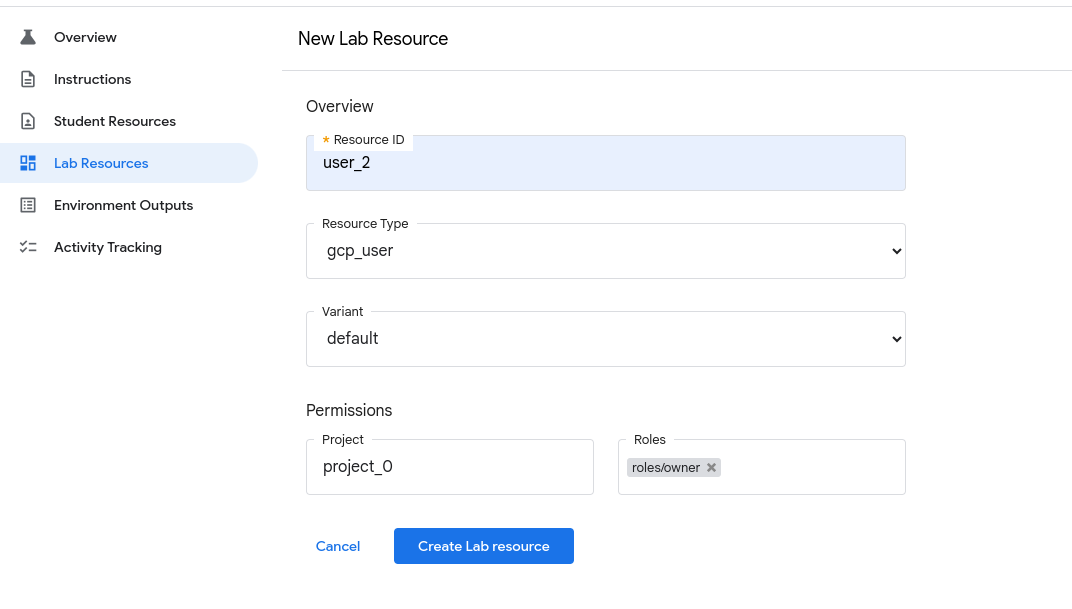 Overview
Instructions
Student Resources
Lab Resources
Environment Outputs
Activity Tracking
New Lab Resource
Overview
* Resource ID
user_2
Resource Type
gcp_user
Variant
default
Permissions
Project
project_0
Roles
roles/owner
Cancel
Create Lab resource